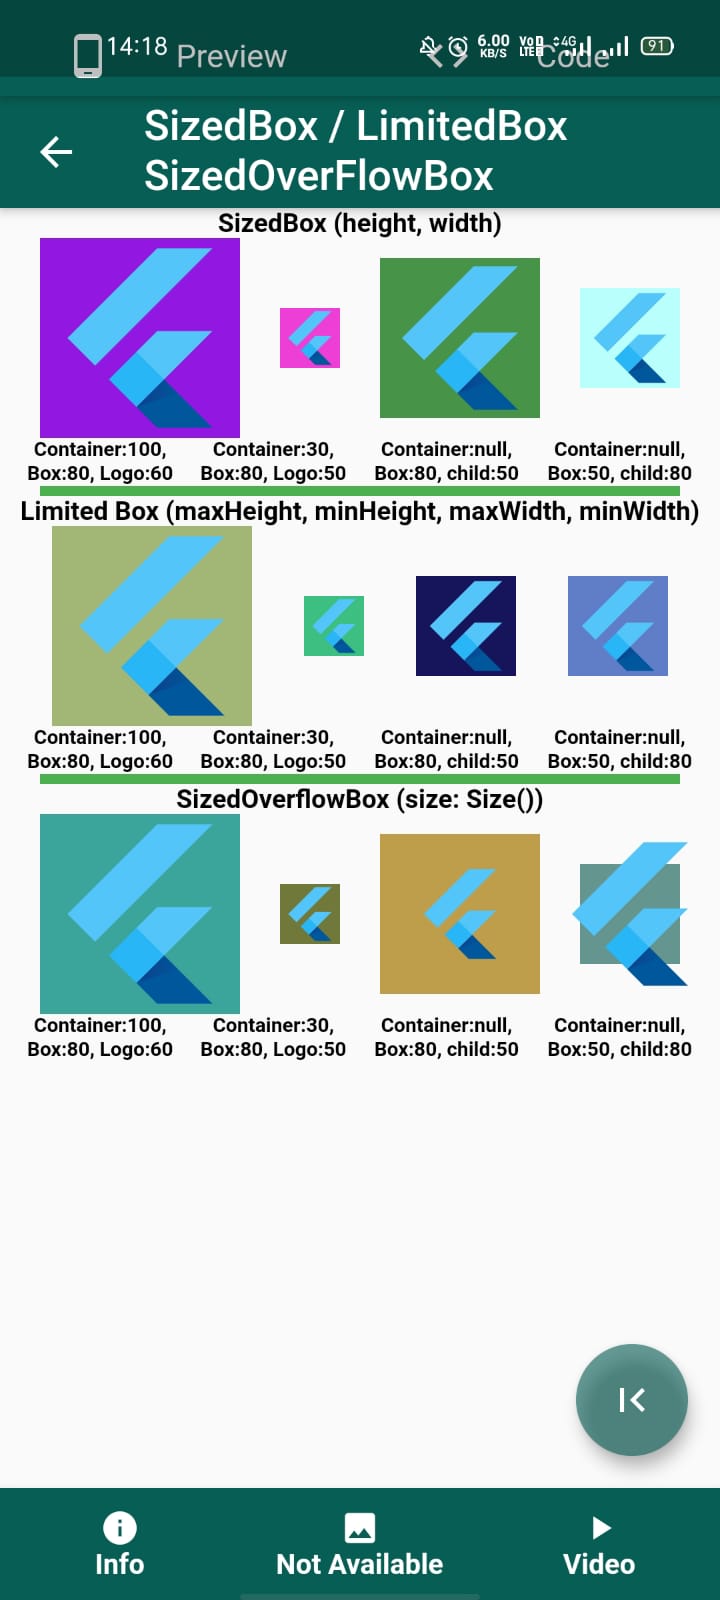 14:18 Preview 6.00 KB/S VoD LTE 4G Code 91
SizedBox / LimitedBox
SizedOverFlowBox
SizedBox (height, width)
Container:100, Container:30, Container:null, Container:null,
Box:80, Logo:60 Box:80, Logo:50 Box:80, child:50 Box:50, child:80
Limited Box (maxHeight, minHeight, maxWidth, minWidth)
Container:100, Container:30, Container:null, Container:null,
Box:80, Logo:60 Box:80, Logo:50 Box:80, child:50 Box:50, child:80
SizedOverflowBox (size: Size())
Container:100, Container:30, Container:null, Container:null,
Box:80, Logo:60 Box:80, Logo:50 Box:80, child:50 Box:50, child:80
Info Not Available Video